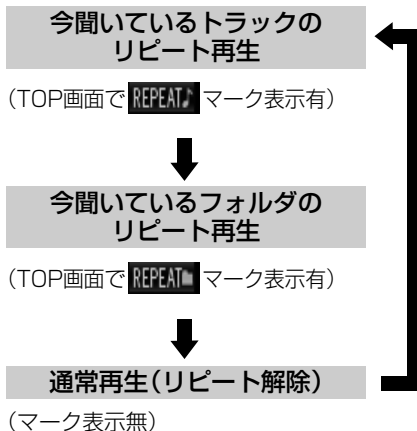 今聞いているトラックの
リピート再生
(TOP画面で REPEAT♪ マーク表示有)
今聞いているフォルダの
リピート再生
(TOP画面で REPEAT マーク表示有)
通常再生(リピート解除)
(マーク表示無)